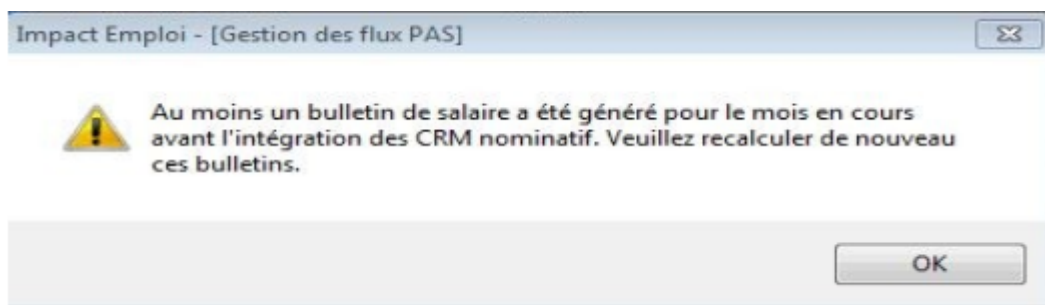 Impact Emploi - [Gestion des flux PAS]
Au moins un bulletin de salaire a été généré pour le mois en cours
avant l'intégration des CRM nominatif. Veuillez recalculer de nouveau
ces bulletins.
OK